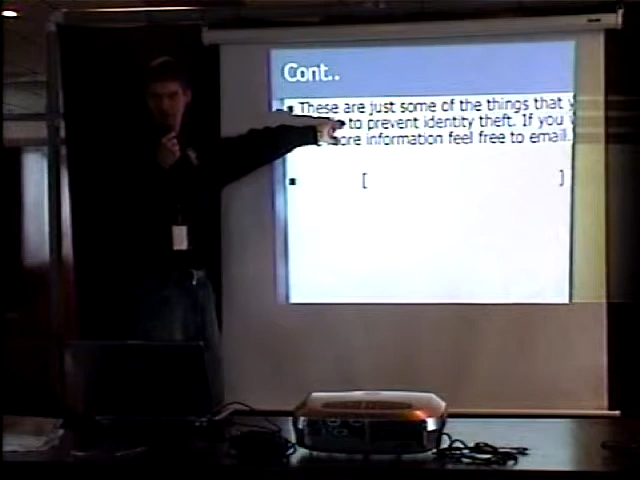 Cont..
▪ These are just some of the things that
to prevent identity theft. If you
more information feel free to email.
▪ [ ]